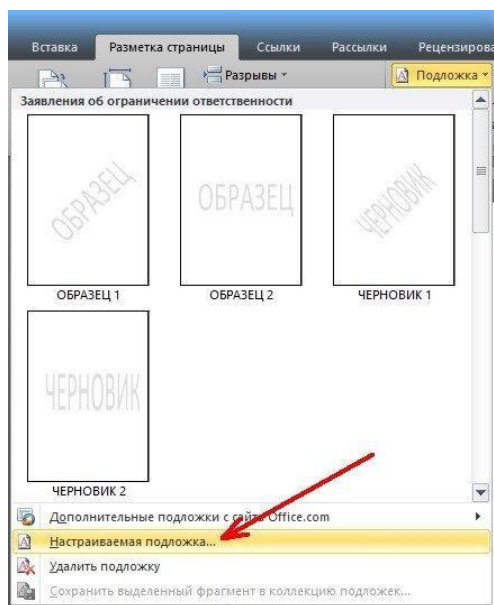 Вставка Разметка страницы Ссылки Рассылки Рецензирова
Разрывы Подложка
Заявления об ограничении ответственности
ОБРАЗЕЦ ОБРАЗЕЦ ЧЕРНОВИК
ОБРАЗЕЦ 1 ОБРАЗЕЦ 2 ЧЕРНОВИК 1
ЧЕРНОВИК
ЧЕРНОВИК 2
Дополнительные подложки с сайта Office.com
Настраиваемая подложка...
Удалить подложку
Сохранить выделенный фрагмент в коллекцию подложек...